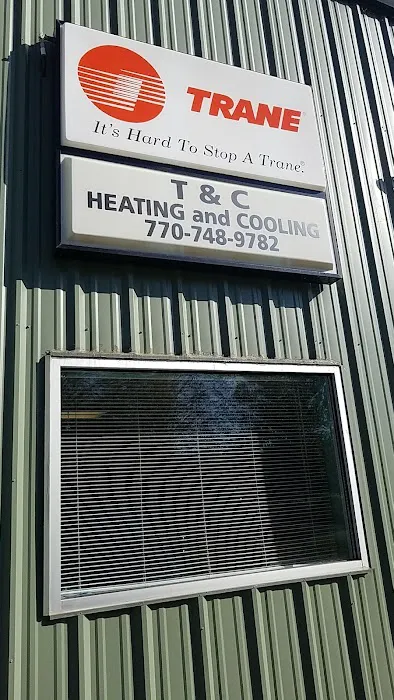 TRANE®
It's Hard To Stop A Trane.®
T & C
HEATING and COOLING
770-748-9782